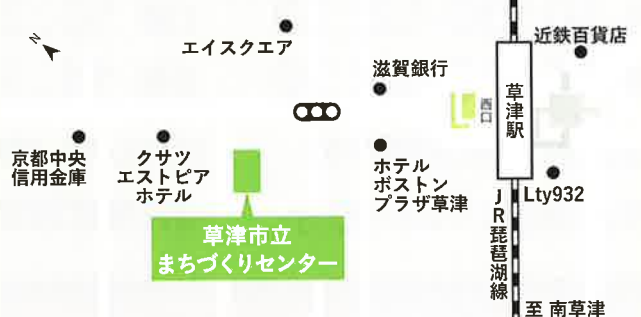 N
エイスクエア
近鉄百貨店
滋賀銀行
西口
草津駅
京都中央
信用金庫
クサツ
エストピア
ホテル
ホテル
ボストン
プラザ草津
Lty932
JR琵琶湖線
草津市立
まちづくりセンター
至 南草津